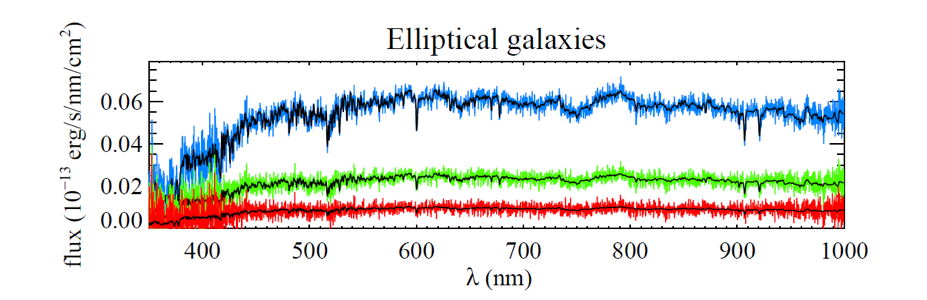 Elliptical galaxies
flux (10⁻¹³ erg/s/nm/cm²)
0.06
0.04
0.02
0.00
400 500 600 700 800 900 1000
λ (nm)